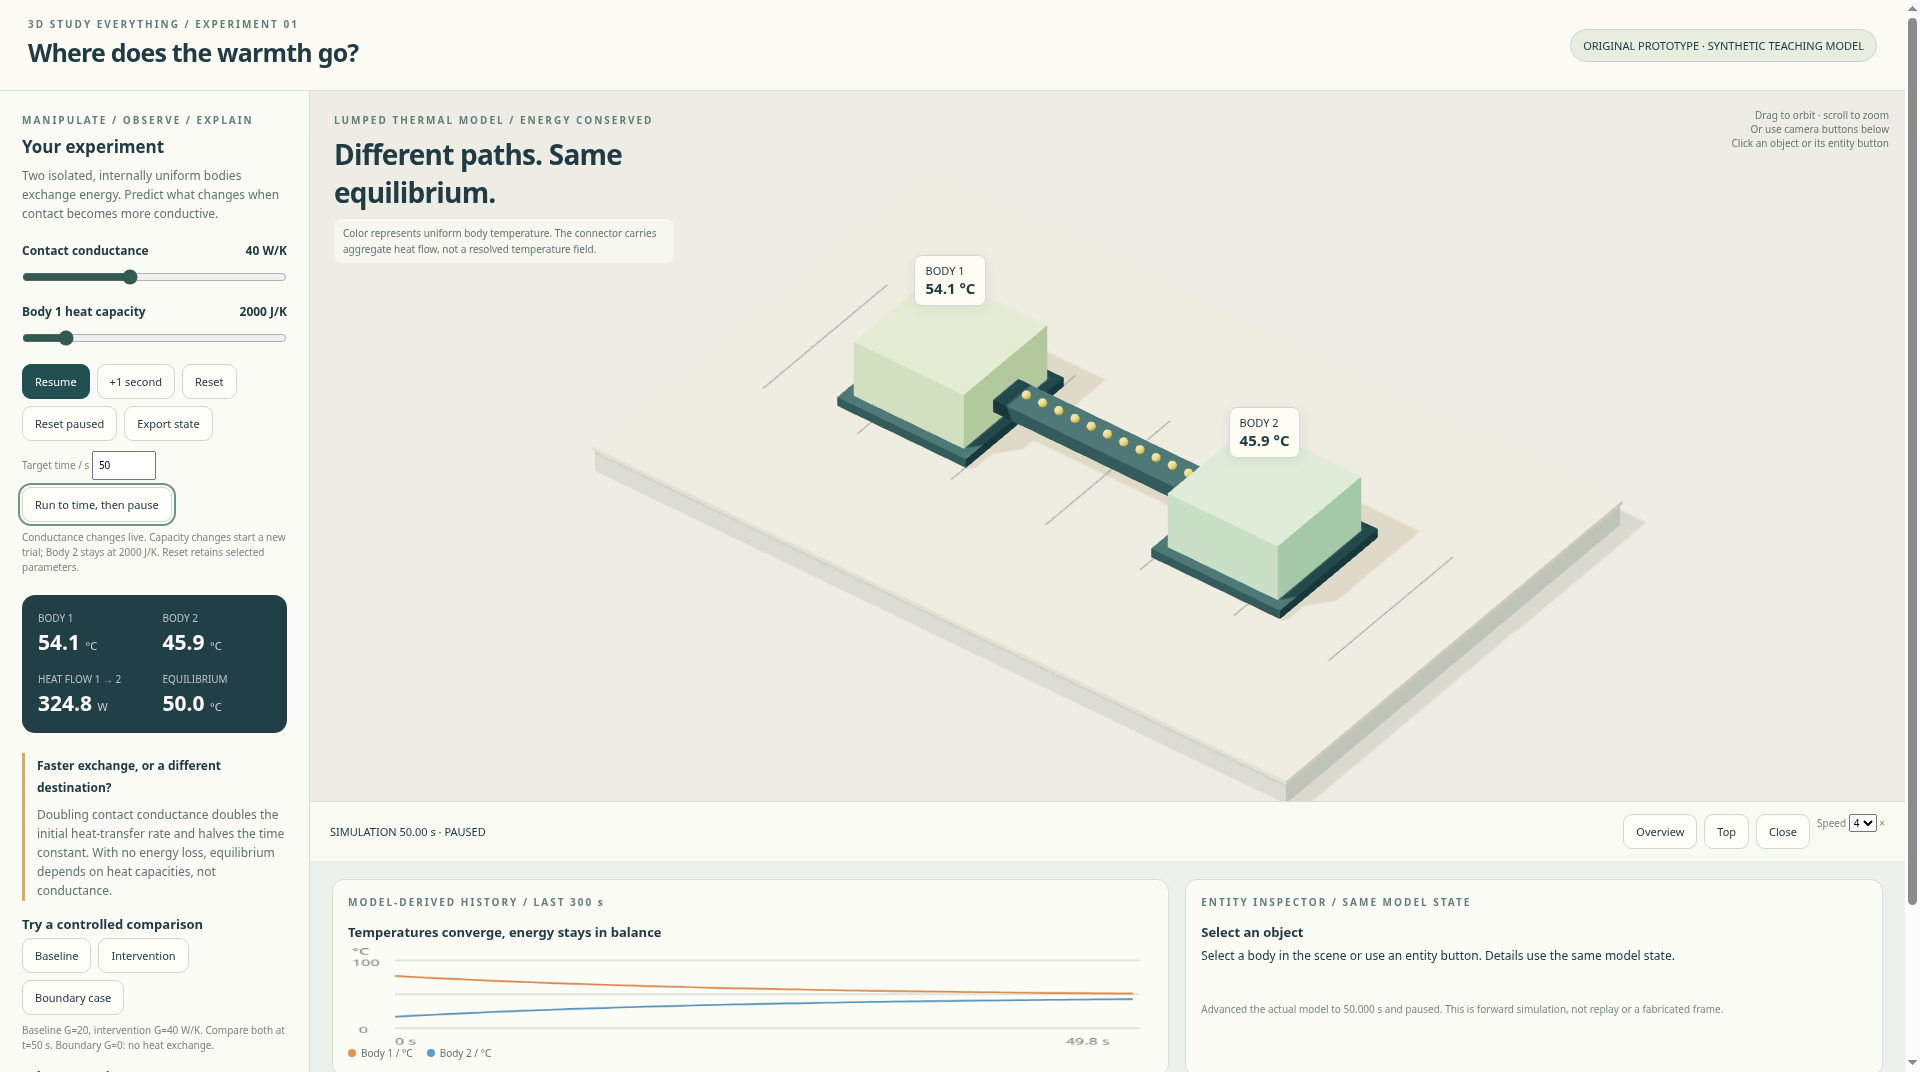 3D STUDY EVERYTHING / EXPERIMENT 01
Where does the warmth go?
ORIGINAL PROTOTYPE · SYNTHETIC TEACHING MODEL
MANIPULATE / OBSERVE / EXPLAIN
Your experiment
Two isolated, internally uniform bodies
exchange energy. Predict what changes when
contact becomes more conductive.
Contact conductance 40 W/K
Body 1 heat capacity 2000 J/K
Resume +1 second Reset
Reset paused Export state
Target time / s 50
Run to time, then pause
Conductance changes live. Capacity changes start a new
trial; Body 2 stays at 2000 J/K. Reset retains selected
parameters.
BODY 1 BODY 2
54.1 °C 45.9 °C
HEAT FLOW 1 → 2 EQUILIBRIUM
324.8 W 50.0 °C
Faster exchange, or a different
destination?
Doubling contact conductance doubles the
initial heat-transfer rate and halves the time
constant. With no energy loss, equilibrium
depends on heat capacities, not
conductance.
Try a controlled comparison
Baseline Intervention
Boundary case
Baseline G=20, intervention G=40 W/K. Compare both at
t=50 s. Boundary G=0: no heat exchange.
LUMPED THERMAL MODEL / ENERGY CONSERVED
Different paths. Same
equilibrium.
Color represents uniform body temperature. The connector carries
aggregate heat flow, not a resolved temperature field.
Drag to orbit · scroll to zoom
Or use camera buttons below
Click an object or its entity button
BODY 1
54.1 °C
BODY 2
45.9 °C
SIMULATION 50.00 s · PAUSED
Overview Top Close Speed 4 ×
MODEL-DERIVED HISTORY / LAST 300 s
Temperatures converge, energy stays in balance
°C
100
0
0 s 49.8 s
Body 1 / °C Body 2 / °C
ENTITY INSPECTOR / SAME MODEL STATE
Select an object
Select a body in the scene or use an entity button. Details use the same model state.
Advanced the actual model to 50.000 s and paused. This is forward simulation, not replay or a fabricated frame.